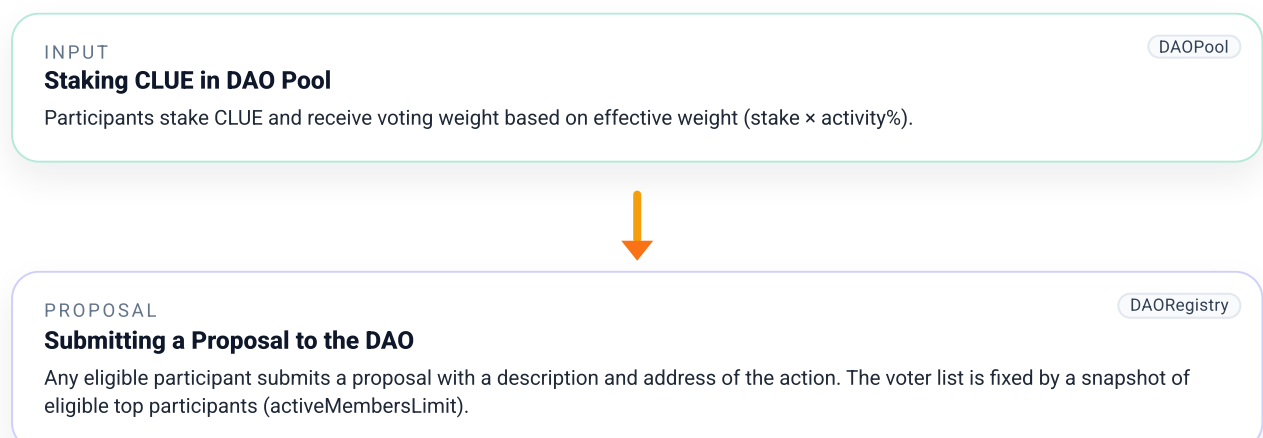 INPUT
DAOPool
Staking CLUE in DAO Pool
Participants stake CLUE and receive voting weight based on effective weight (stake × activity%).
PROPOSAL
DAORegistry
Submitting a Proposal to the DAO
Any eligible participant submits a proposal with a description and address of the action. The voter list is fixed by a snapshot of
eligible top participants (activeMembersLimit).